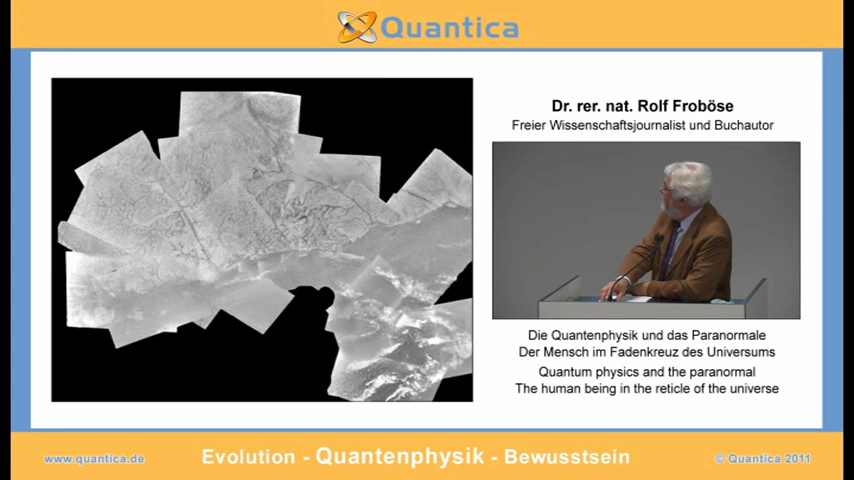 Quantica
Dr. rer. nat. Rolf Froböse
Freier Wissenschaftsjournalist und Buchautor
Die Quantenphysik und das Paranormale
Der Mensch im Fadenkreuz des Universums
Quantum physics and the paranormal
The human being in the reticle of the universe
www.quantica.de
Evolution - Quantenphysik - Bewusstsein
© Quantica 2011